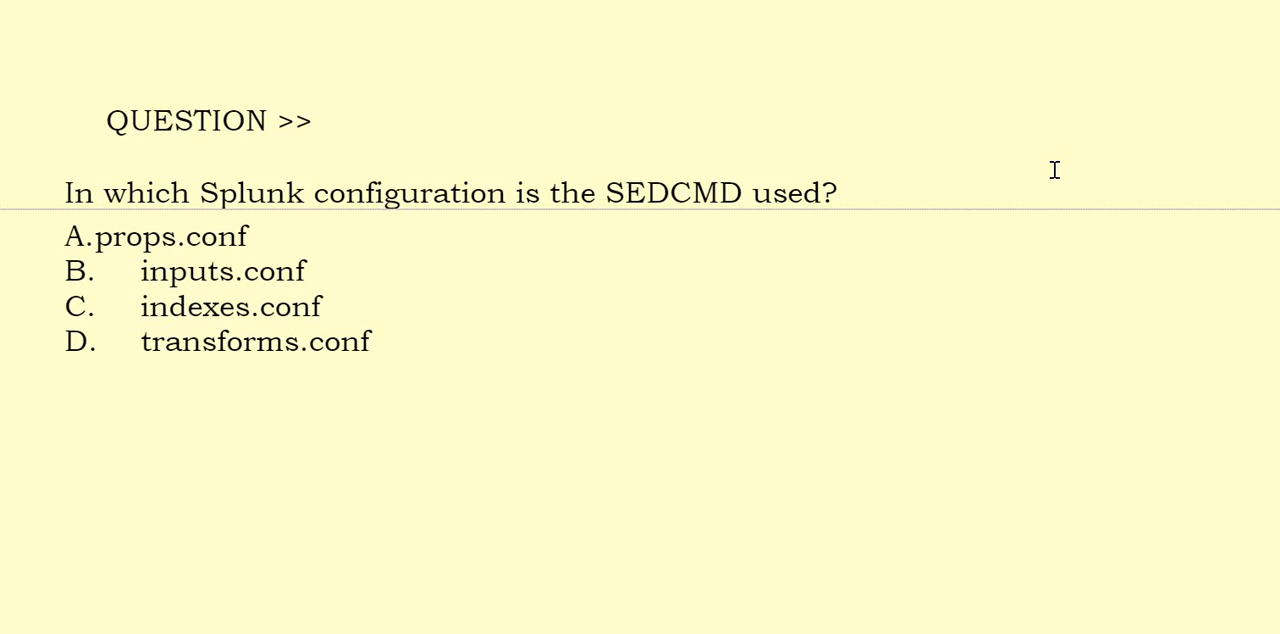 QUESTION >>
In which Splunk configuration is the SEDCMD used?
A.props.conf
B. inputs.conf
C. indexes.conf
D. transforms.conf